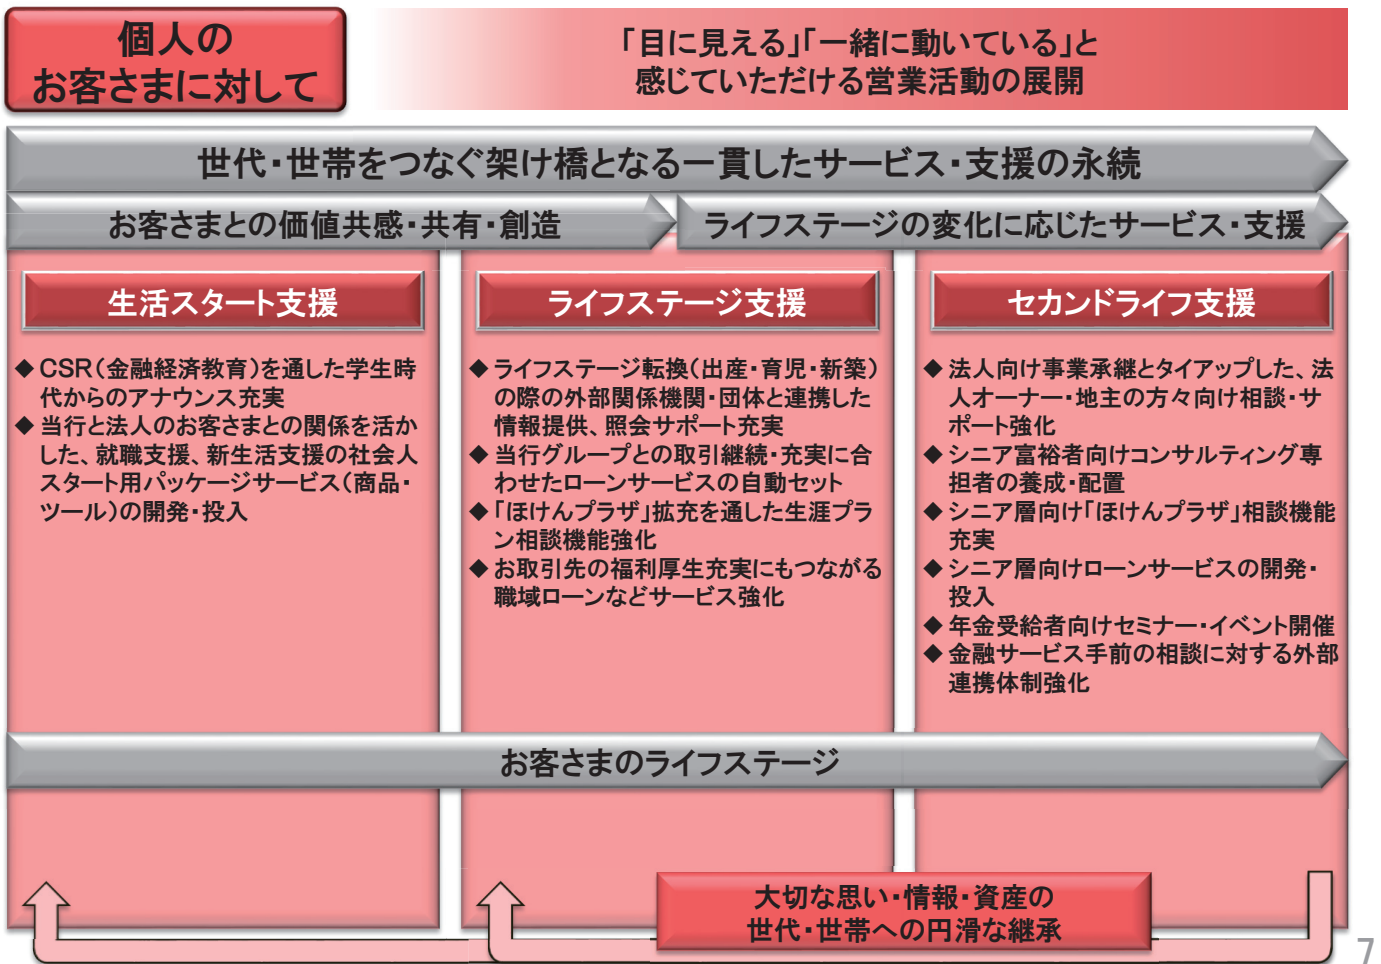 個人の
お客さまに対して
「目に見える」「一緒に動いている」と
感じていただける営業活動の展開
世代・世帯をつなぐ架け橋となる一貫したサービス・支援の永続
お客さまとの価値共感・共有・創造
ライフステージの変化に応じたサービス・支援
生活スタート支援
◆ CSR（金融経済教育）を通した学生時
代からのアナウンス充実
◆ 当行と法人のお客さまとの関係を活か
した、就職支援、新生活支援の社会人
スタート用パッケージサービス（商品・
ツール）の開発・投入
ライフステージ支援
◆ ライフステージ転換（出産・育児・新築）
の際の外部関係機関・団体と連携した
情報提供、照会サポート充実
◆ 当行グループとの取引継続・充実に合
わせたローンサービスの自動セット
◆ 「ほけんプラザ」拡充を通した生涯プラ
ン相談機能強化
◆ お取引先の福利厚生充実にもつながる
職域ローンなどサービス強化
セカンドライフ支援
◆ 法人向け事業承継とタイアップした、法
人オーナー・地主の方々向け相談・サ
ポート強化
◆ シニア富裕者向けコンサルティング専
担者の養成・配置
◆ シニア層向け「ほけんプラザ」相談機能
充実
◆ シニア層向けローンサービスの開発・
投入
◆ 年金受給者向けセミナー・イベント開催
◆ 金融サービス手前の相談に対する外部
連携体制強化
お客さまのライフステージ
大切な思い・情報・資産の
世代・世帯への円滑な継承
7